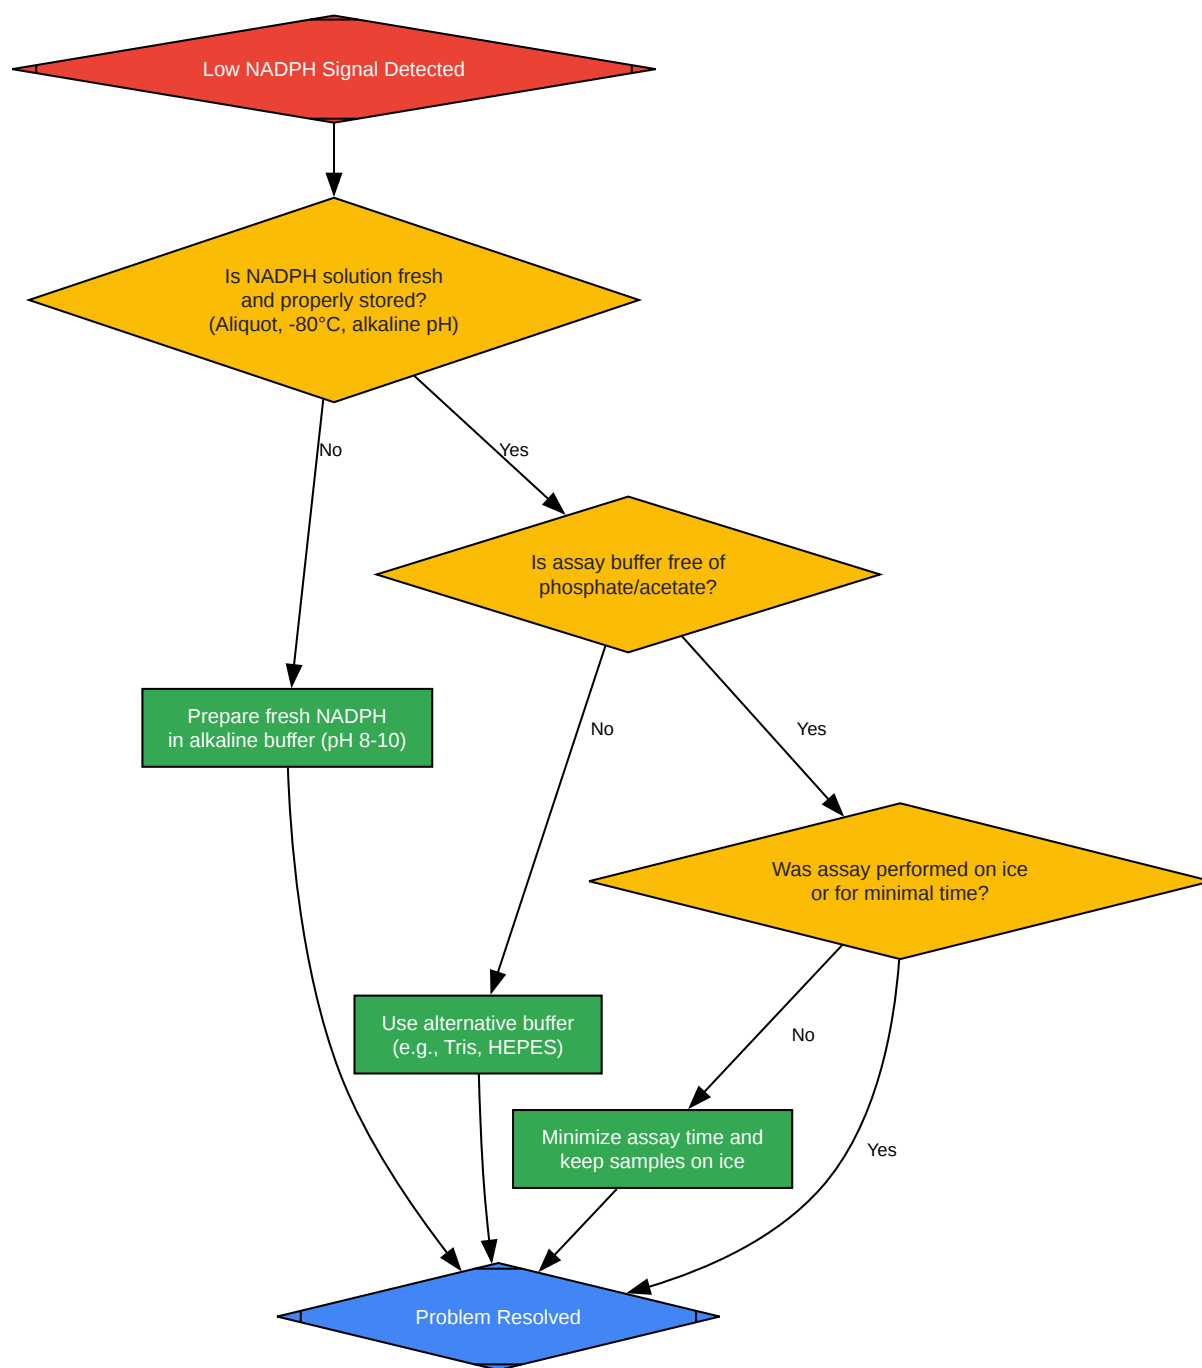 Low NADPH Signal Detected
Is NADPH solution fresh
and properly stored?
(Aliquot, -80°C, alkaline pH)
No
Yes
Is assay buffer free of
phosphate/acetate?
Prepare fresh NADPH
in alkaline buffer (pH 8-10)
No
Yes
Was assay performed on ice
or for minimal time?
Use alternative buffer
(e.g., Tris, HEPES)
No
Minimize assay time and
keep samples on ice
Yes
Problem Resolved